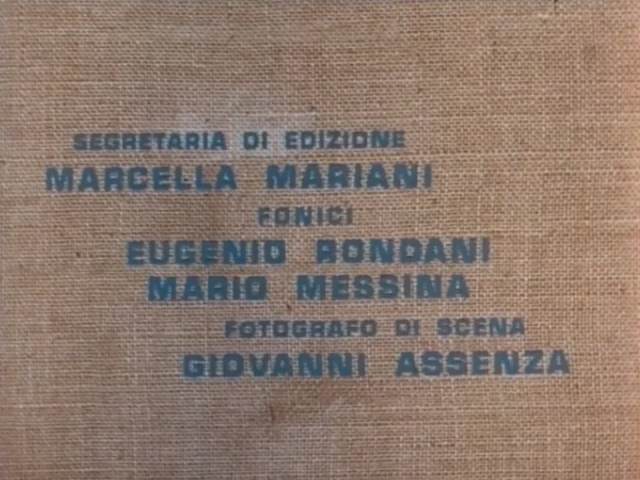 SEGRETARIA DI EDIZIONE
MARCELLA MARIANI
FONICI
EUGENIO RONDANI
MARIO MESSINA
FOTOGRAFO DI SCENA
GIOVANNI ASSENZA